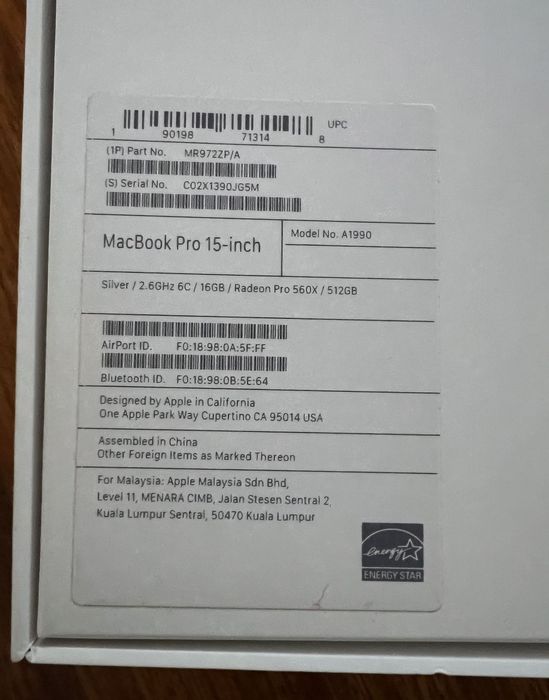 UPC
1 90198 71314 8
(1P) Part No. MR972ZP/A
(S) Serial No. C02X1390JG5M
MacBook Pro 15-inch
Model No. A1990
Silver / 2.6GHz 6C / 16GB / Radeon Pro 560X / 512GB
AirPort ID. F0:18:98:0A:5F:FF
Bluetooth ID. F0:18:98:0B:5E:64
Designed by Apple in California
One Apple Park Way Cupertino CA 95014 USA
Assembled in China
Other Foreign Items as Marked Thereon
For Malaysia: Apple Malaysia Sdn Bhd,
Level 11, MENARA CIMB, Jalan Stesen Sentral 2,
Kuala Lumpur Sentral, 50470 Kuala Lumpur
energy
ENERGY STAR